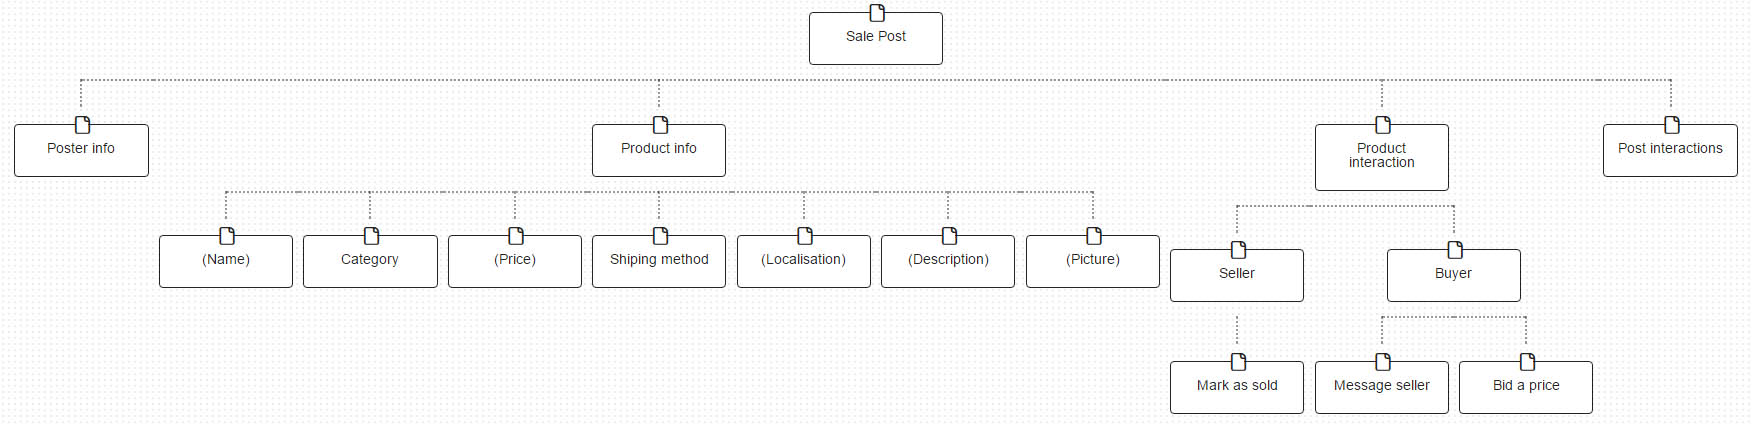 Sale Post
Poster info
Product info
Product
interaction
Post interactions
(Name)
Category
(Price)
Shiping method
(Localisation)
(Description)
(Picture)
Seller
Buyer
Mark as sold
Message seller
Bid a price